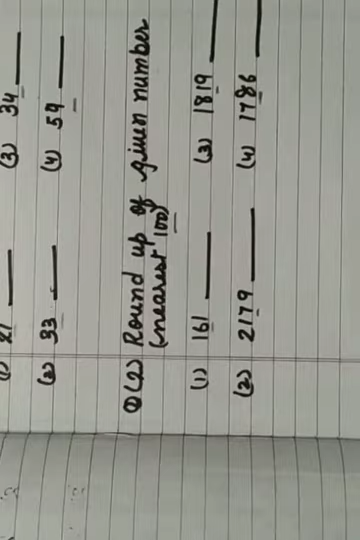 (3) 34
(2) 33 (4) 59
Q(2) Round up of given number
(nearest 100)
(1) 161 (3) 1819
(2) 2179 (4) 1786